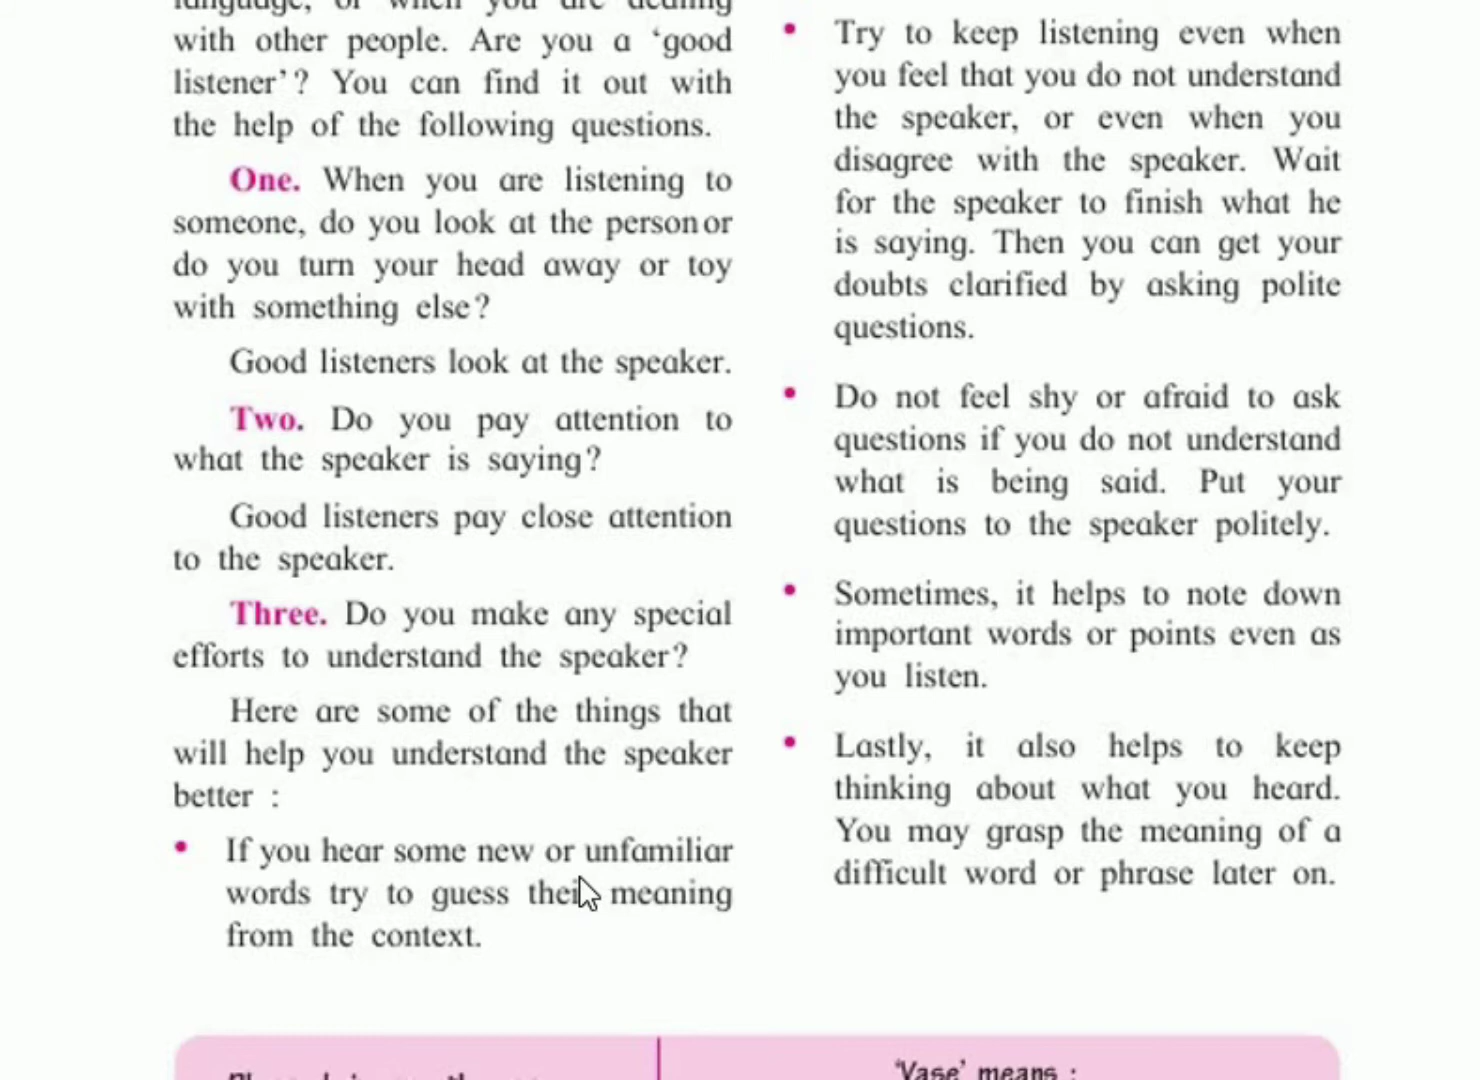 language, or when you are dealing
with other people. Are you a ‘good
listener’? You can find it out with
the help of the following questions.
One. When you are listening to
someone, do you look at the person or
do you turn your head away or toy
with something else?
Good listeners look at the speaker.
Two. Do you pay attention to
what the speaker is saying?
Good listeners pay close attention
to the speaker.
Three. Do you make any special
efforts to understand the speaker?
Here are some of the things that
will help you understand the speaker
better :
• If you hear some new or unfamiliar
words try to guess their meaning
from the context.
• Try to keep listening even when
you feel that you do not understand
the speaker, or even when you
disagree with the speaker. Wait
for the speaker to finish what he
is saying. Then you can get your
doubts clarified by asking polite
questions.
• Do not feel shy or afraid to ask
questions if you do not understand
what is being said. Put your
questions to the speaker politely.
• Sometimes, it helps to note down
important words or points even as
you listen.
• Lastly, it also helps to keep
thinking about what you heard.
You may grasp the meaning of a
difficult word or phrase later on.
‘Vase’ means :